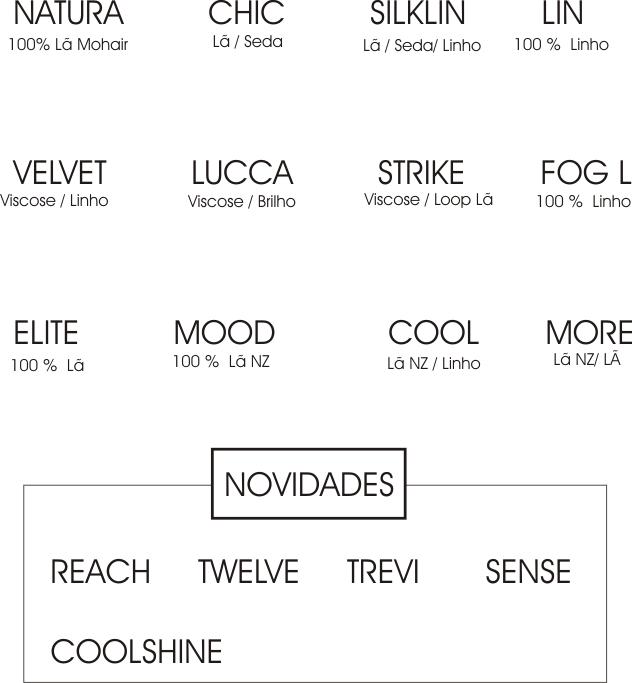 NATURA CHIC SILKLIN LIN
100% Lã Mohair Lã / Seda Lã / Seda/ Linho 100 % Linho
VELVET LUCCA STRIKE FOG L
Viscose / Linho Viscose / Brilho Viscose / Loop Lã 100 % Linho
ELITE MOOD COOL MORE
100 % Lã 100 % Lã NZ Lã NZ / Linho Lã NZ/ LÃ
NOVIDADES
REACH TWELVE TREVI SENSE
COOLSHINE